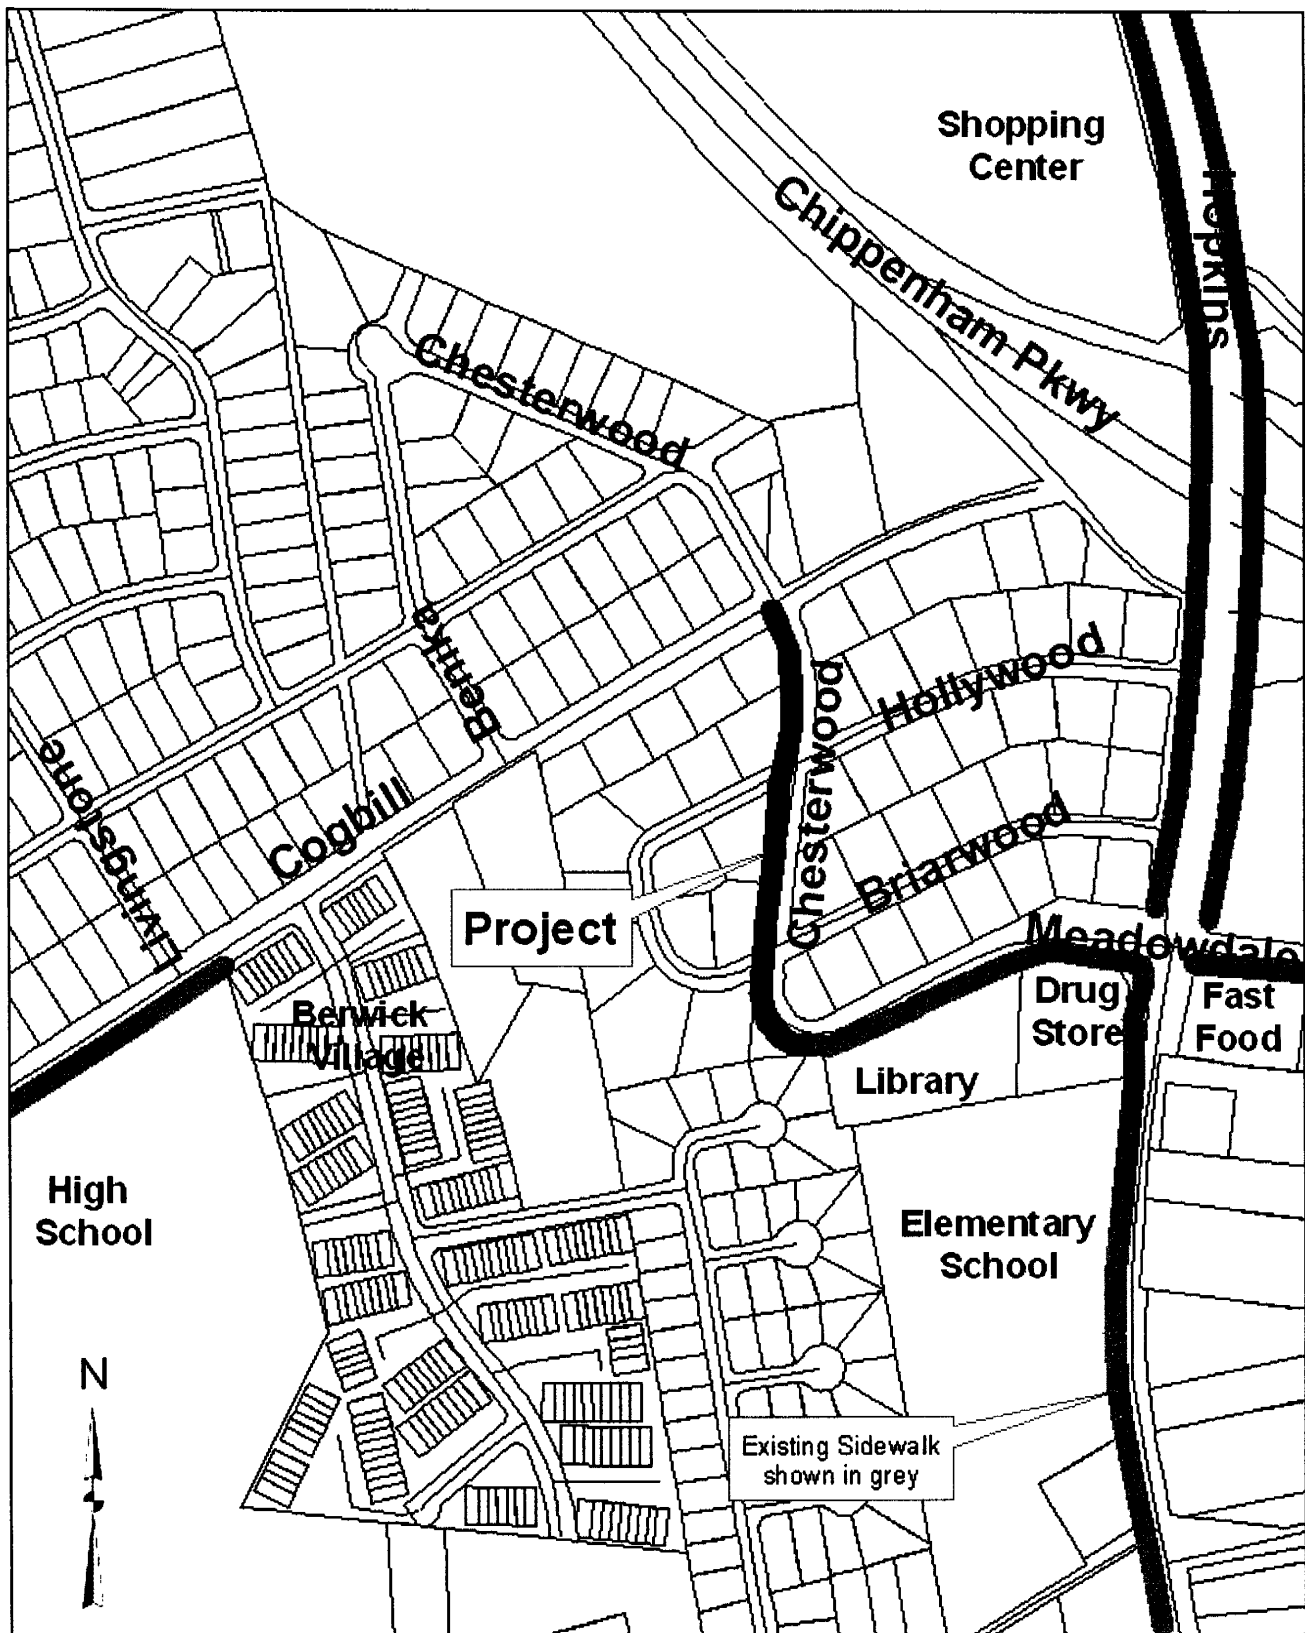 Shopping
Center
Hopkins
Chippenham Pkwy
Chesterwood
Bennka
Hollywood
Chesterwood
Livingstone
Cogbill
Briarwood
Project
Meadowdale
Drug
Store
Fast
Food
Berwick
Village
Library
High
School
Elementary
School
N
Existing Sidewalk
shown in grey